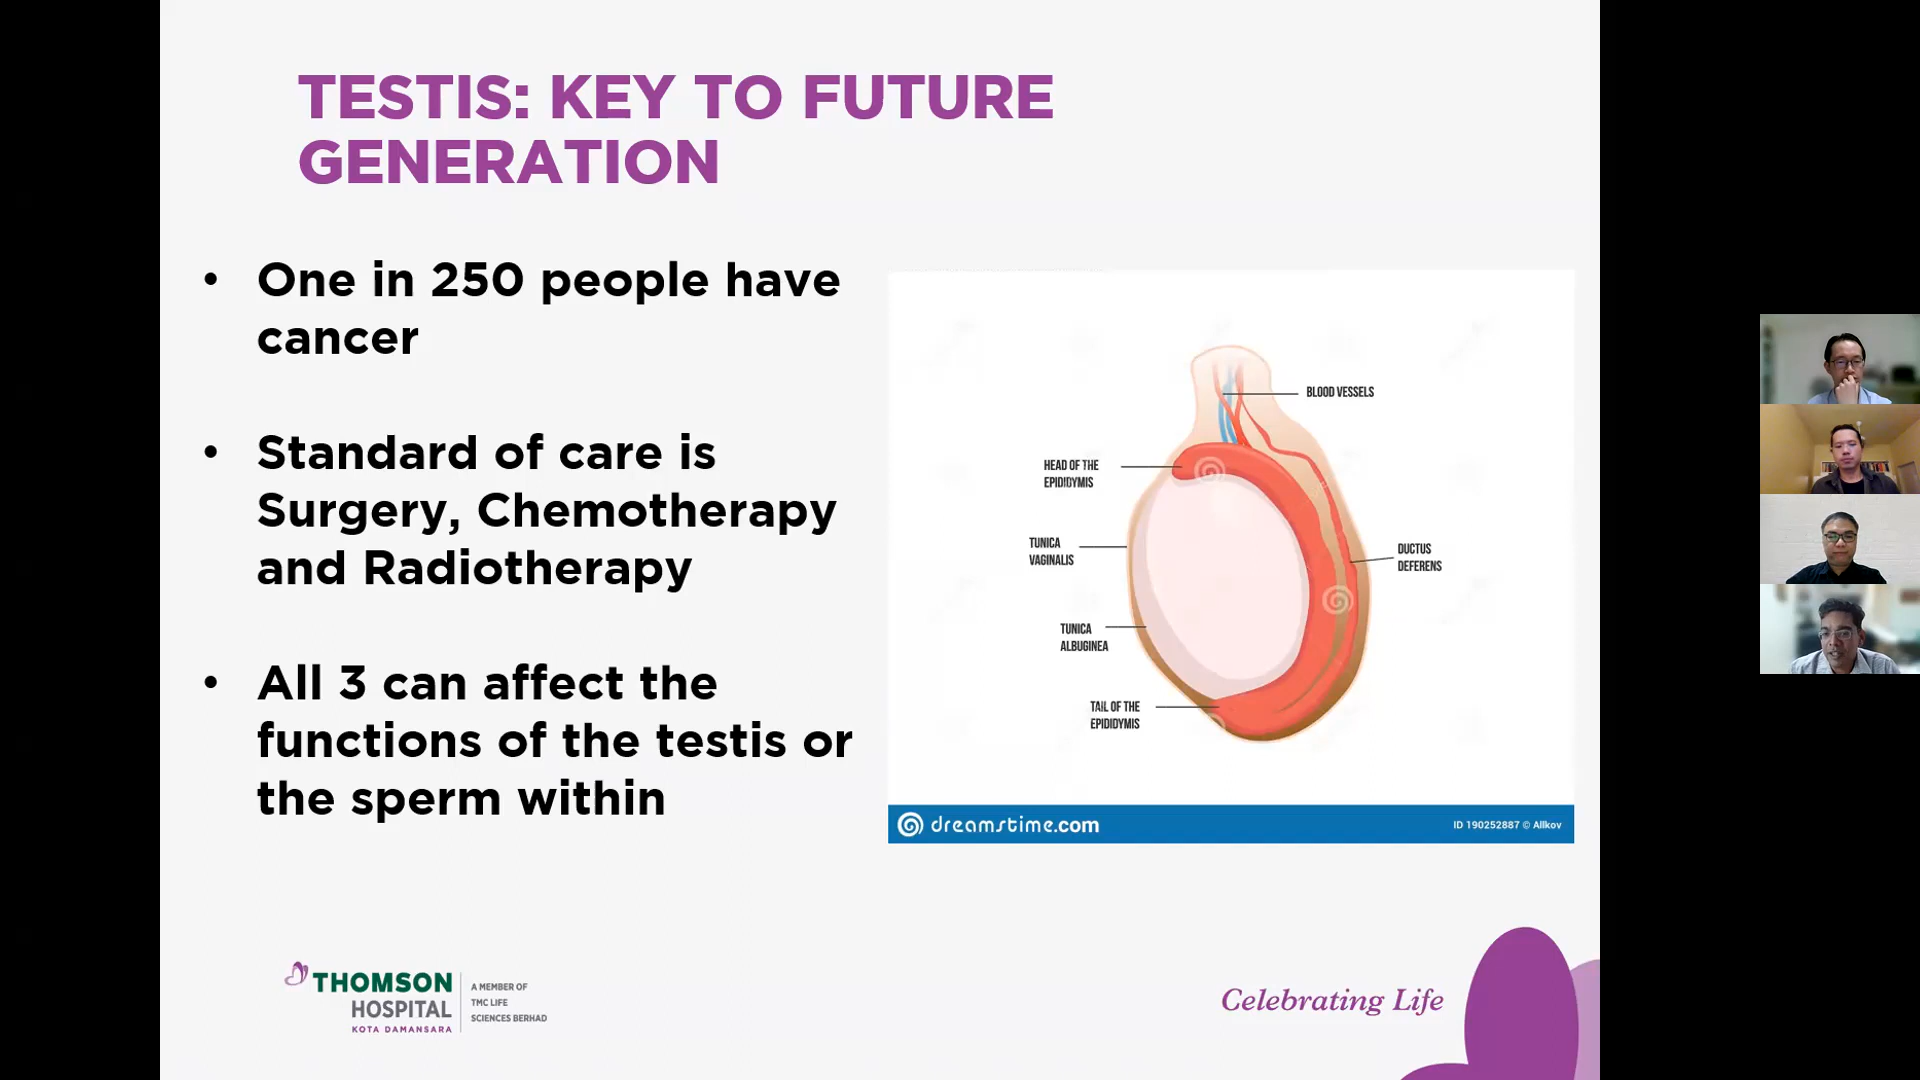 TESTIS: KEY TO FUTURE
GENERATION
• One in 250 people have
cancer
• Standard of care is
Surgery, Chemotherapy
and Radiotherapy
• All 3 can affect the
functions of the testis or
the sperm within
BLOOD VESSELS
HEAD OF THE
EPIDIDYMIS
TUNICA
VAGINALIS
DUCTUS
DEFERENS
TUNICA
ALBUGINEA
TAIL OF THE
EPIDIDYMIS
dreamstime.com
ID 190252887 © Allkov
THOMSON
HOSPITAL
KOTA DAMANSARA
A MEMBER OF
TMC LIFE
SCIENCES BERHAD
Celebrating Life